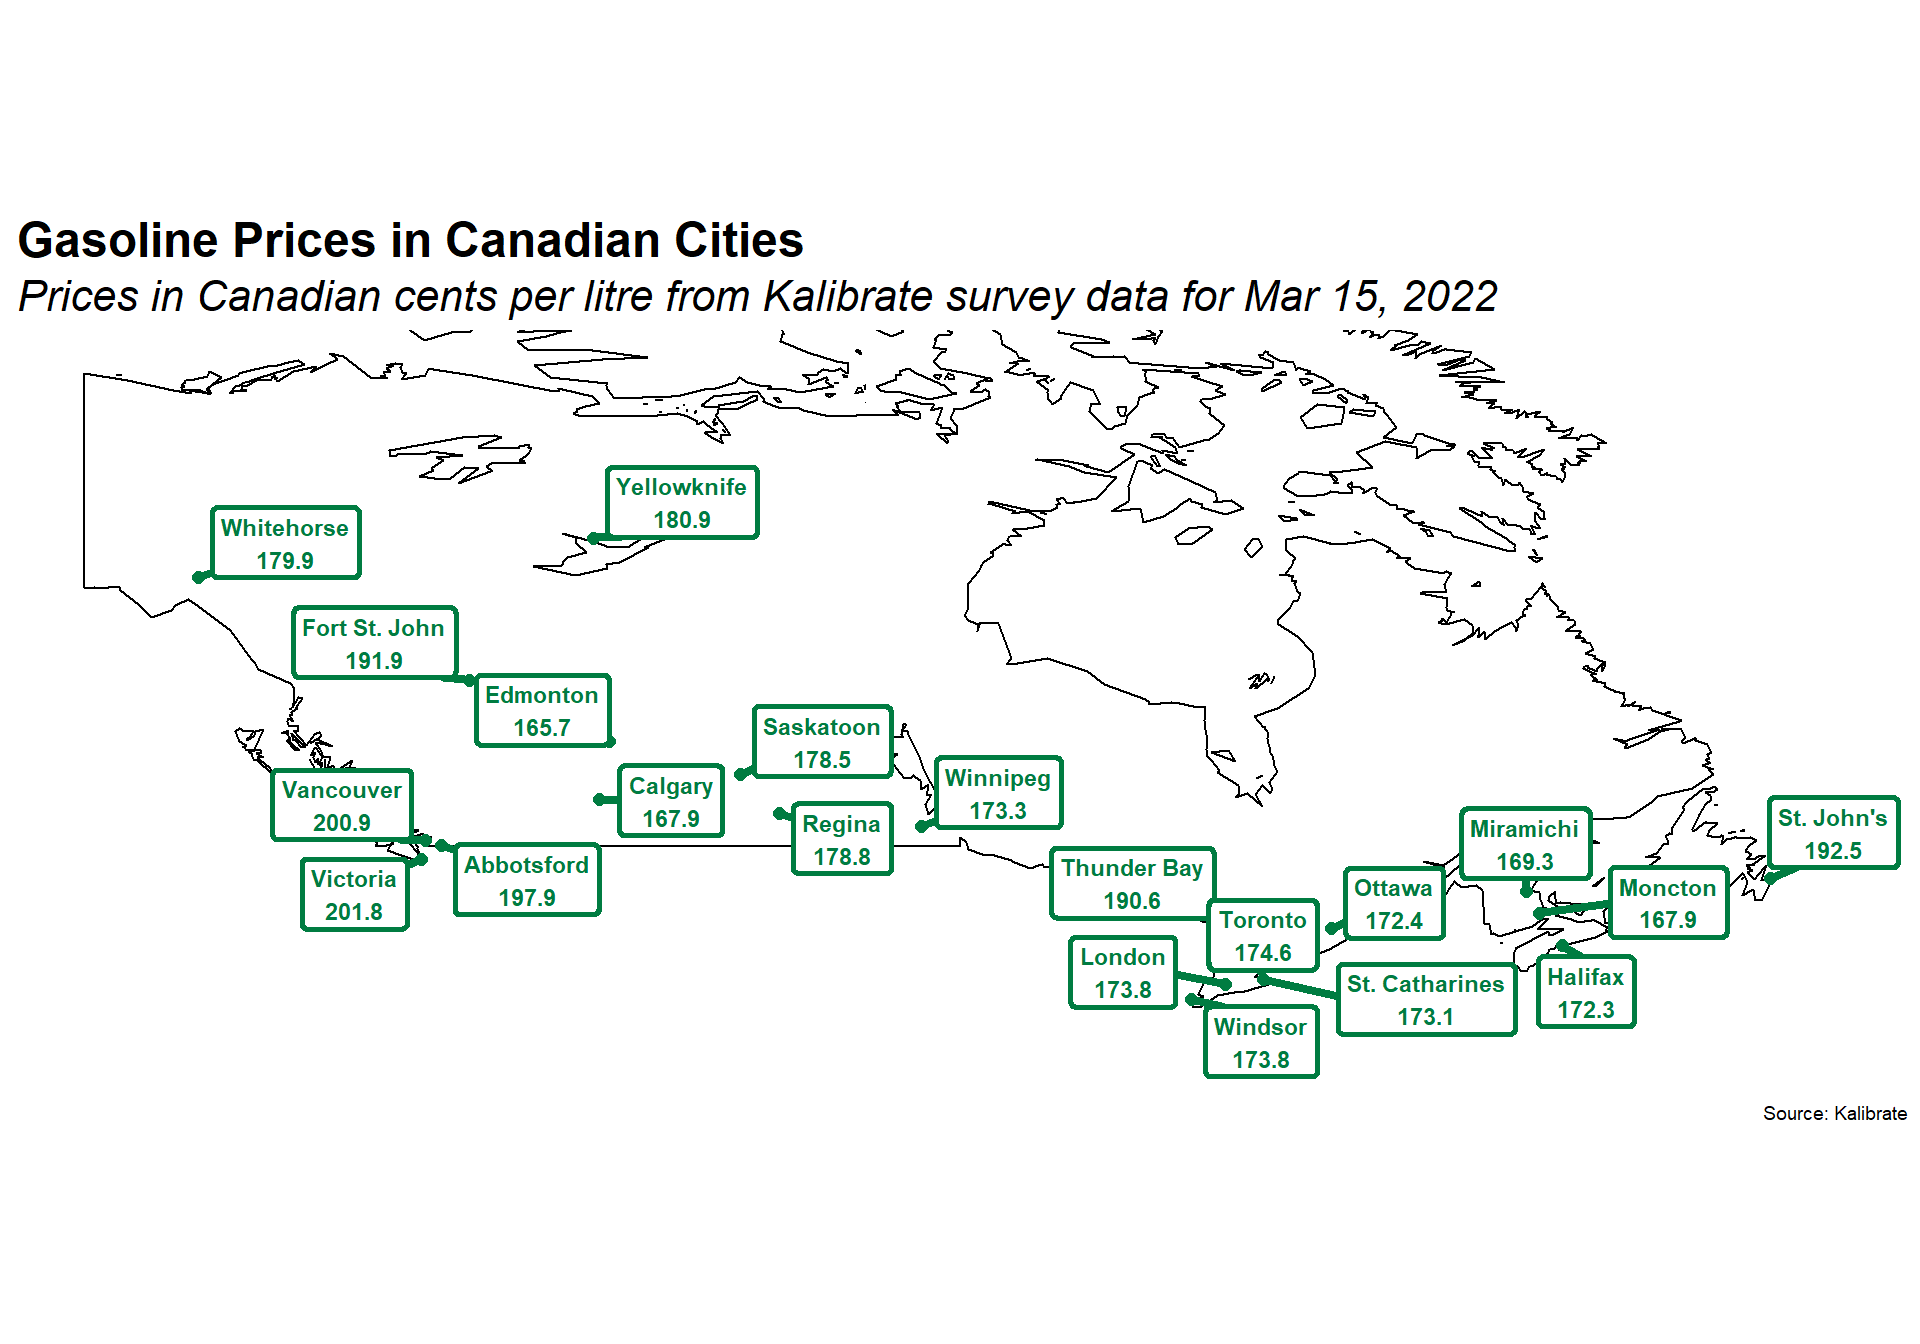 Gasoline Prices in Canadian Cities
Prices in Canadian cents per litre from Kalibrate survey data for Mar 15, 2022
Yellowknife
180.9
Whitehorse
179.9
Fort St. John
191.9
Edmonton
165.7
Saskatoon
178.5
Winnipeg
173.3
Calgary
167.9
Vancouver
200.9
Regina
178.8
Abbotsford
197.9
Victoria
201.8
Thunder Bay
190.6
Miramichi
169.3
St. John's
192.5
Ottawa
172.4
Moncton
167.9
Toronto
174.6
London
173.8
St. Catharines
173.1
Halifax
172.3
Windsor
173.8
Source: Kalibrate